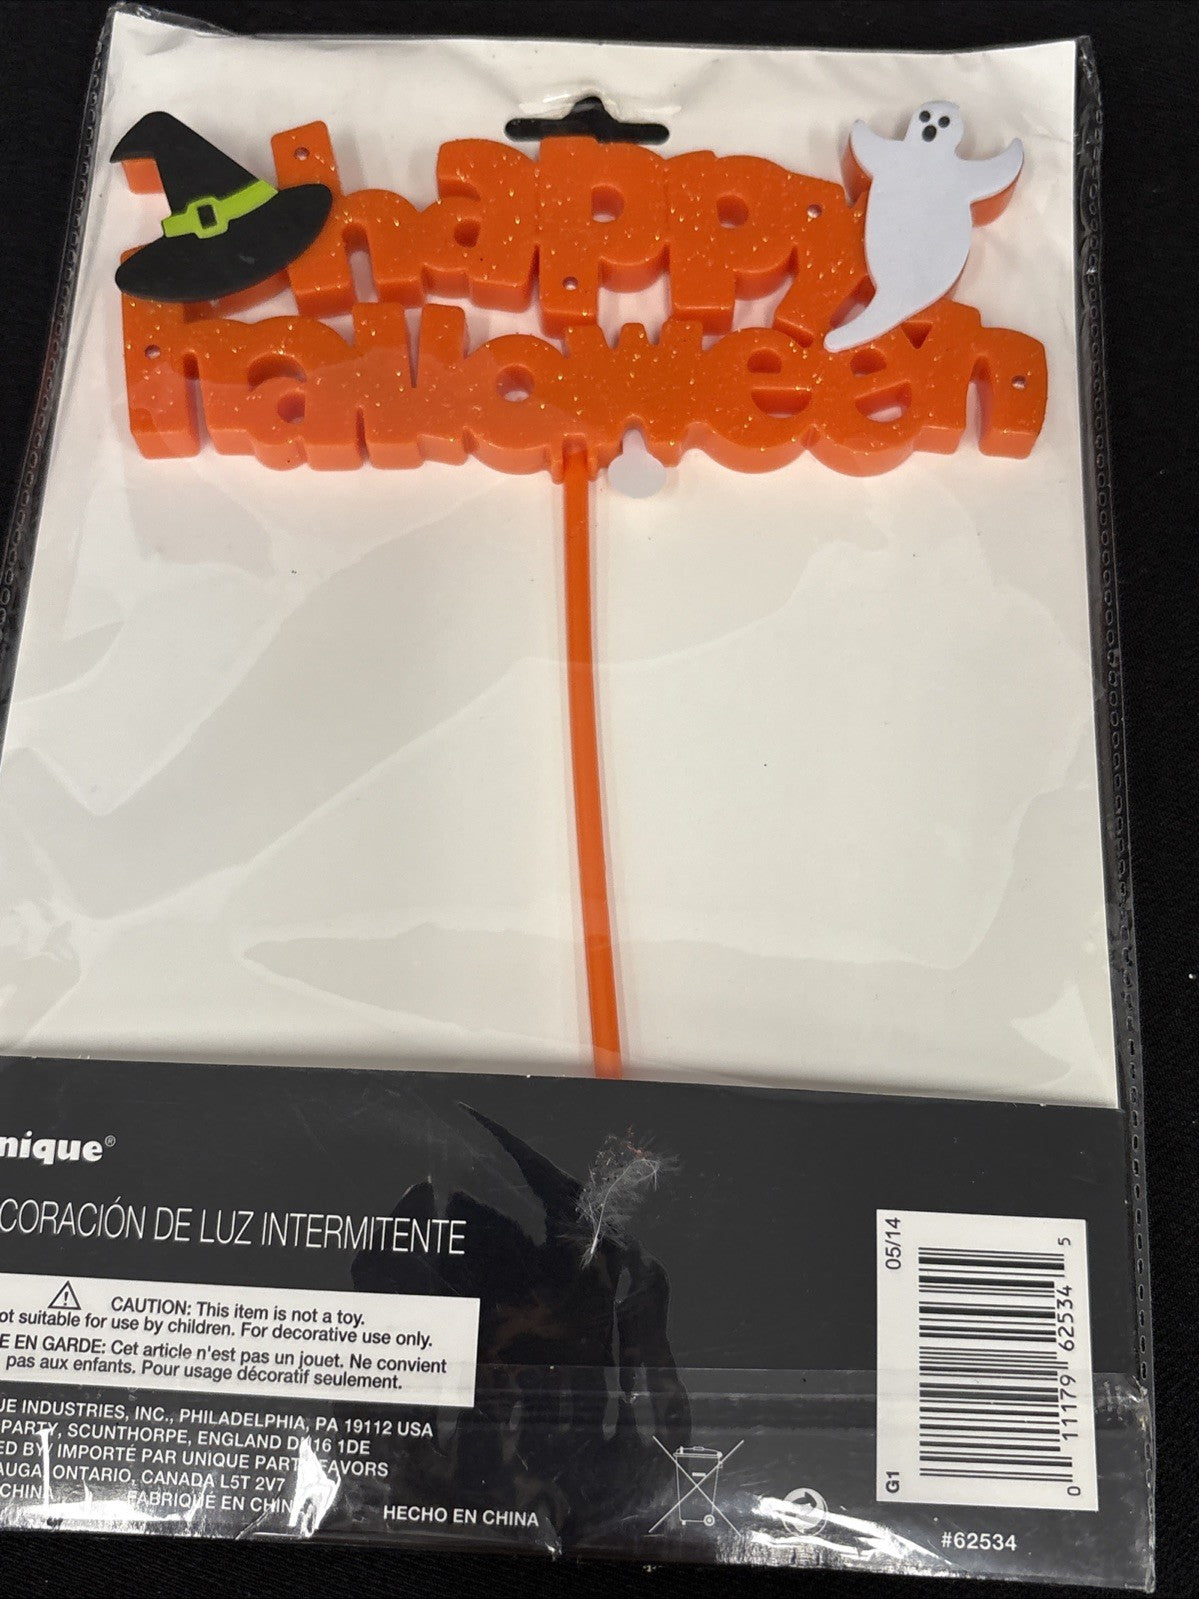 happy
halloween
nique®
CORACIÓN DE LUZ INTERMITENTE
CAUTION: This item is not a toy.
ot suitable for use by children. For decorative use only.
E EN GARDE: Cet article n'est pas un jouet. Ne convient
pas aux enfants. Pour usage décoratif seulement.
UE INDUSTRIES, INC., PHILADELPHIA, PA 19112 USA
PARTY, SCUNTHORPE, ENGLAND DN16 1DE
ED BY/ IMPORTÉ PAR UNIQUE PARTY FAVORS
AUGA, ONTARIO, CANADA L5T 2V7
CHINA FABRIQUÉ EN CHINE
HECHO EN CHINA
G1 05/14
0 11179 62534 5
#62534